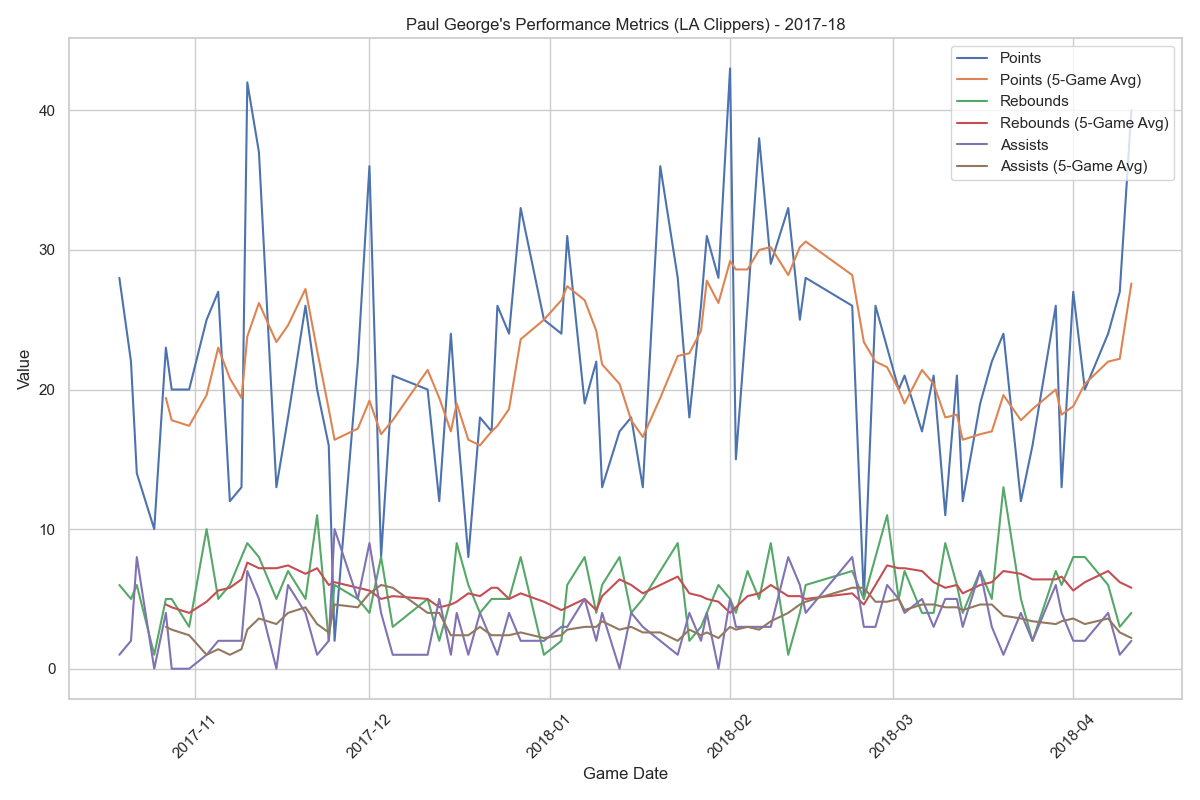 Paul George's Performance Metrics (LA Clippers) - 2017-18
Points
Points (5-Game Avg)
Rebounds
Rebounds (5-Game Avg)
Assists
Assists (5-Game Avg)
Value
40
30
20
10
0
2017-11
2017-12
2018-01
2018-02
2018-03
2018-04
Game Date